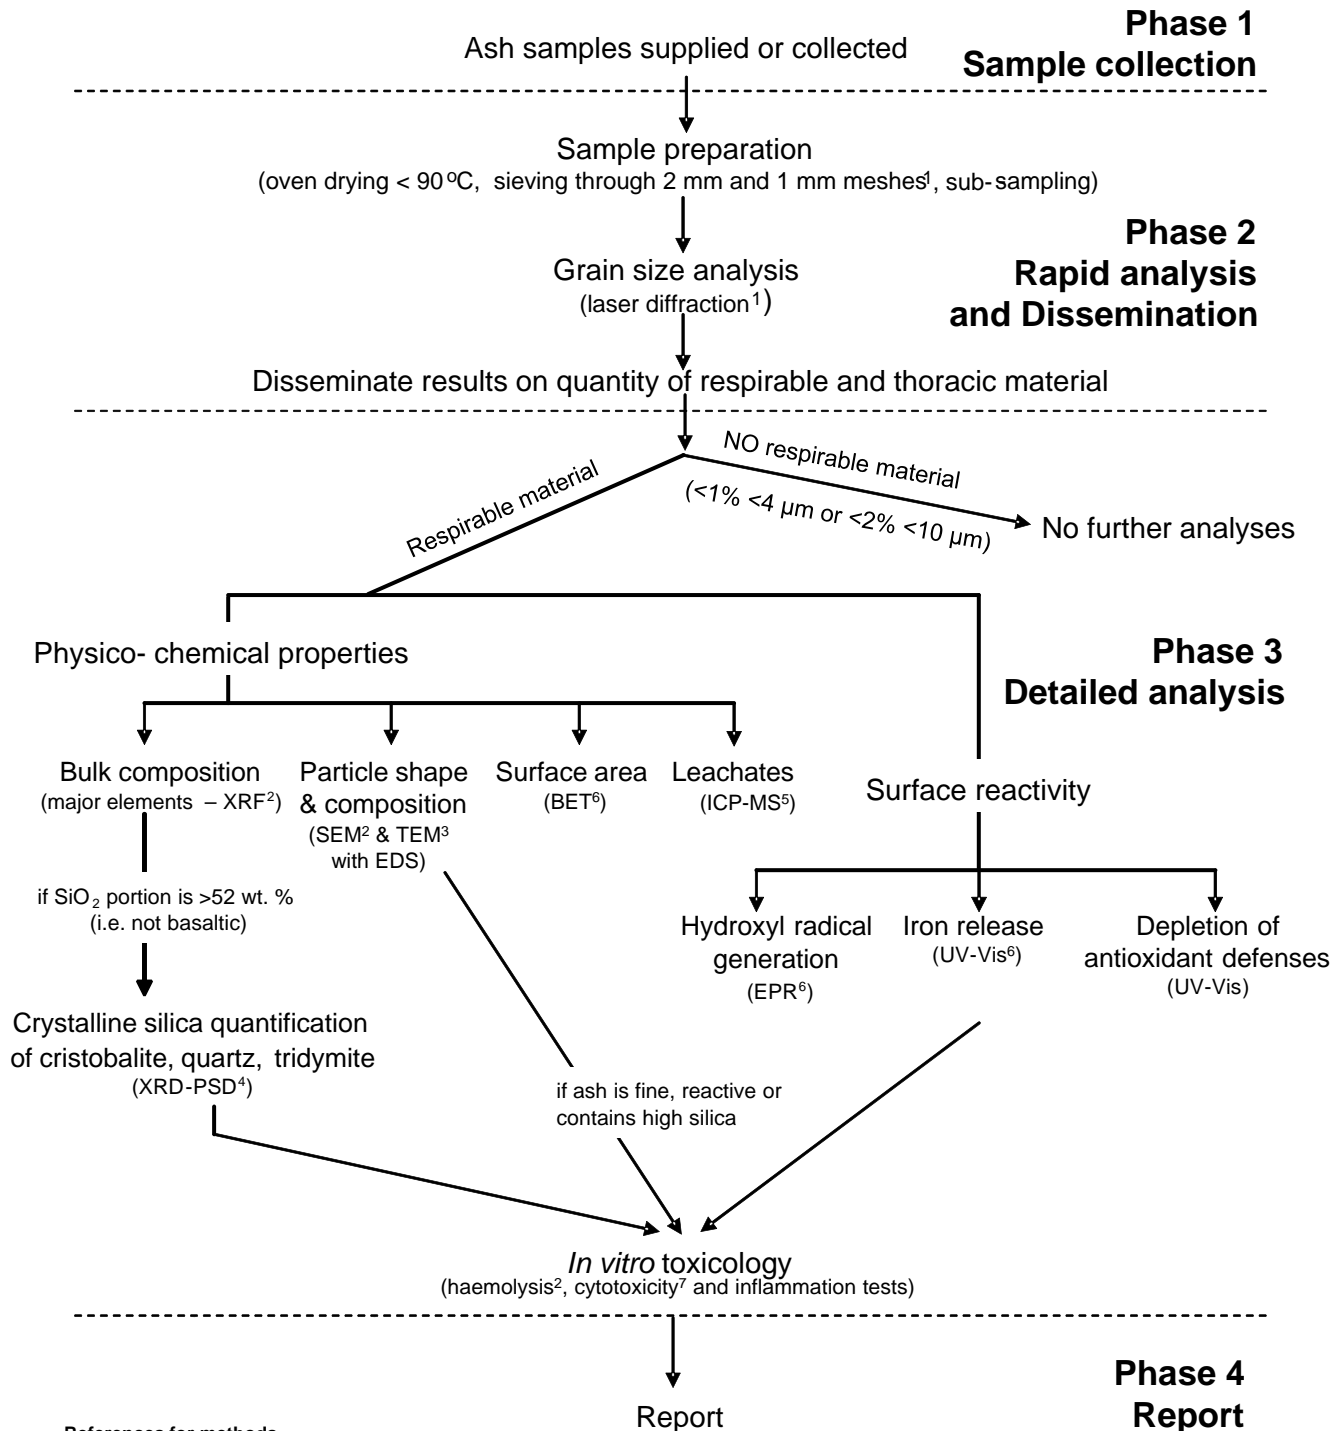 Phase 1
Sample collection
Ash samples supplied or collected
Sample preparation
(oven drying < 90 ºC, sieving through 2 mm and 1 mm meshes¹, sub-sampling)
Phase 2
Rapid analysis
and Dissemination
Grain size analysis
(laser diffraction¹)
Disseminate results on quantity of respirable and thoracic material
Respirable material
NO respirable material
(<1% <4 µm or <2% <10 µm)
No further analyses
Physico- chemical properties
Phase 3
Detailed analysis
Bulk composition
(major elements – XRF²)
Particle shape
& composition
(SEM² & TEM³
with EDS)
Surface area
(BET⁶)
Leachates
(ICP-MS⁵)
Surface reactivity
if SiO₂ portion is >52 wt. %
(i.e. not basaltic)
Hydroxyl radical
generation
(EPR⁶)
Iron release
(UV-Vis⁶)
Depletion of
antioxidant defenses
(UV-Vis)
Crystalline silica quantification
of cristobalite, quartz, tridymite
(XRD-PSD⁴)
if ash is fine, reactive or
contains high silica
In vitro toxicology
(haemolysis², cytotoxicity⁷ and inflammation tests)
Phase 4
Report
Report
References for methods